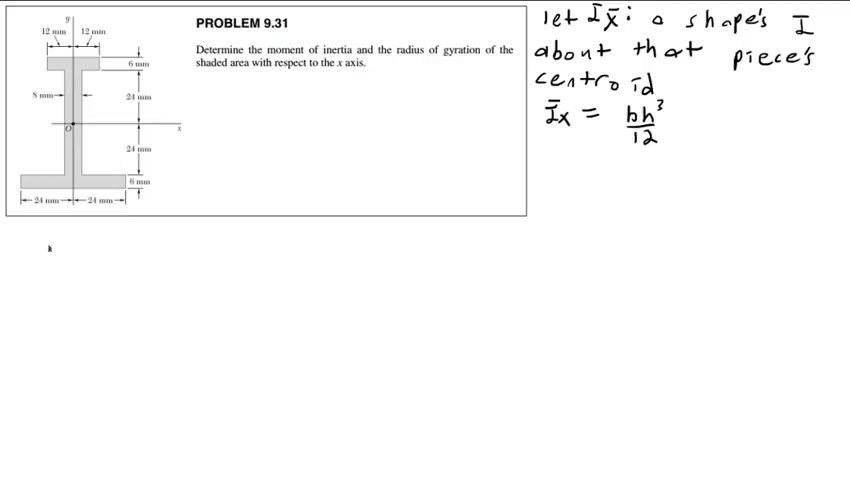 PROBLEM 9.31
Determine the moment of inertia and the radius of gyration of the
shaded area with respect to the x axis.
y
12 mm 12 mm
6 mm
8 mm
24 mm
O
x
24 mm
6 mm
24 mm 24 mm
let Īx̄: a shape's I
about that piece's
centroid
Īx = bh³
12